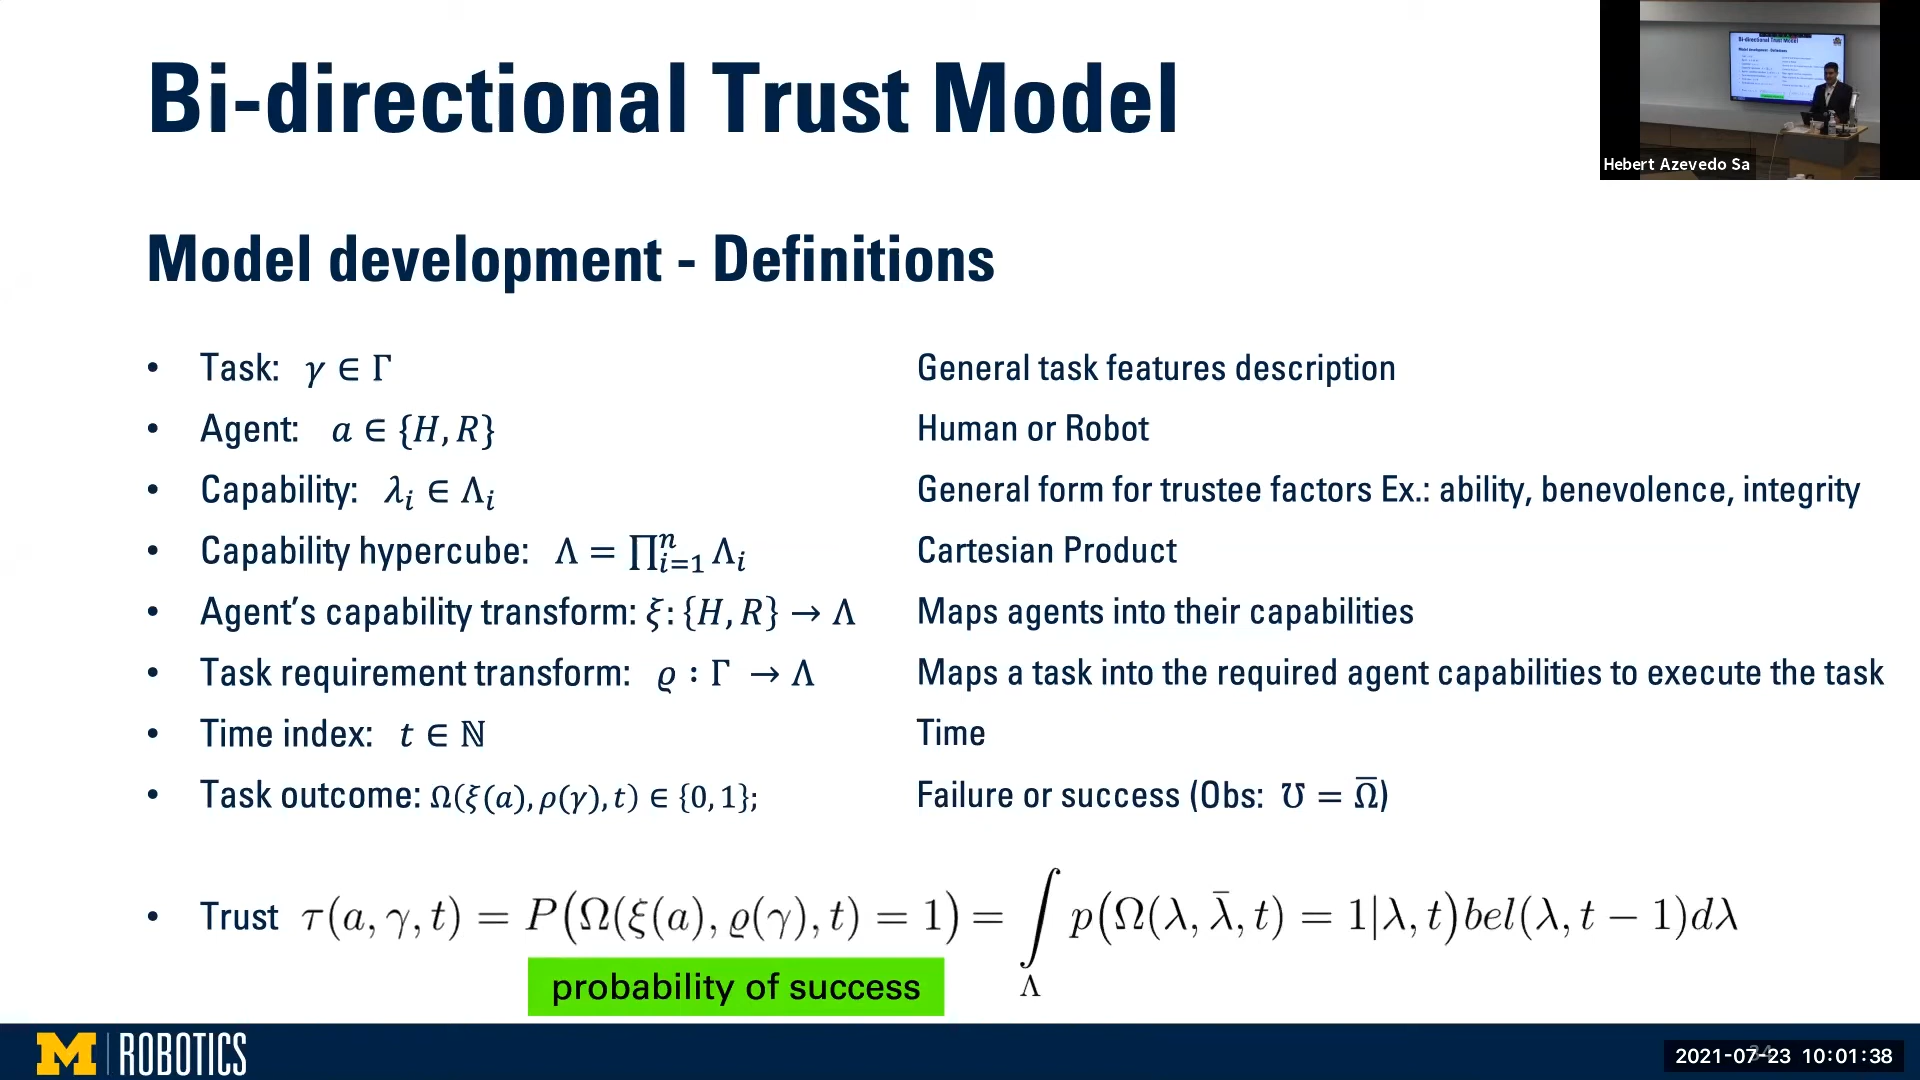 Bi-directional Trust Model
Hebert Azevedo Sa
Model development - Definitions
• Task: γ ∈ Γ General task features description
• Agent: a ∈ {H, R} Human or Robot
• Capability: λᵢ ∈ Λᵢ General form for trustee factors Ex.: ability, benevolence, integrity
• Capability hypercube: Λ = ∏ⁿᵢ₌₁ Λᵢ Cartesian Product
• Agent’s capability transform: ξ: {H, R} → Λ Maps agents into their capabilities
• Task requirement transform: ϱ : Γ → Λ Maps a task into the required agent capabilities to execute the task
• Time index: t ∈ ℕ Time
• Task outcome: Ω(ξ(a), ρ(γ), t) ∈ {0, 1}; Failure or success (Obs: ℧ = Ω̅)
• Trust τ(a, γ, t) = P(Ω(ξ(a), ϱ(γ), t) = 1) = ∫_Λ p(Ω(λ, λ̄, t) = 1|λ, t)bel(λ, t − 1)dλ
probability of success
M ROBOTICS
2021-07-23 10:01:38